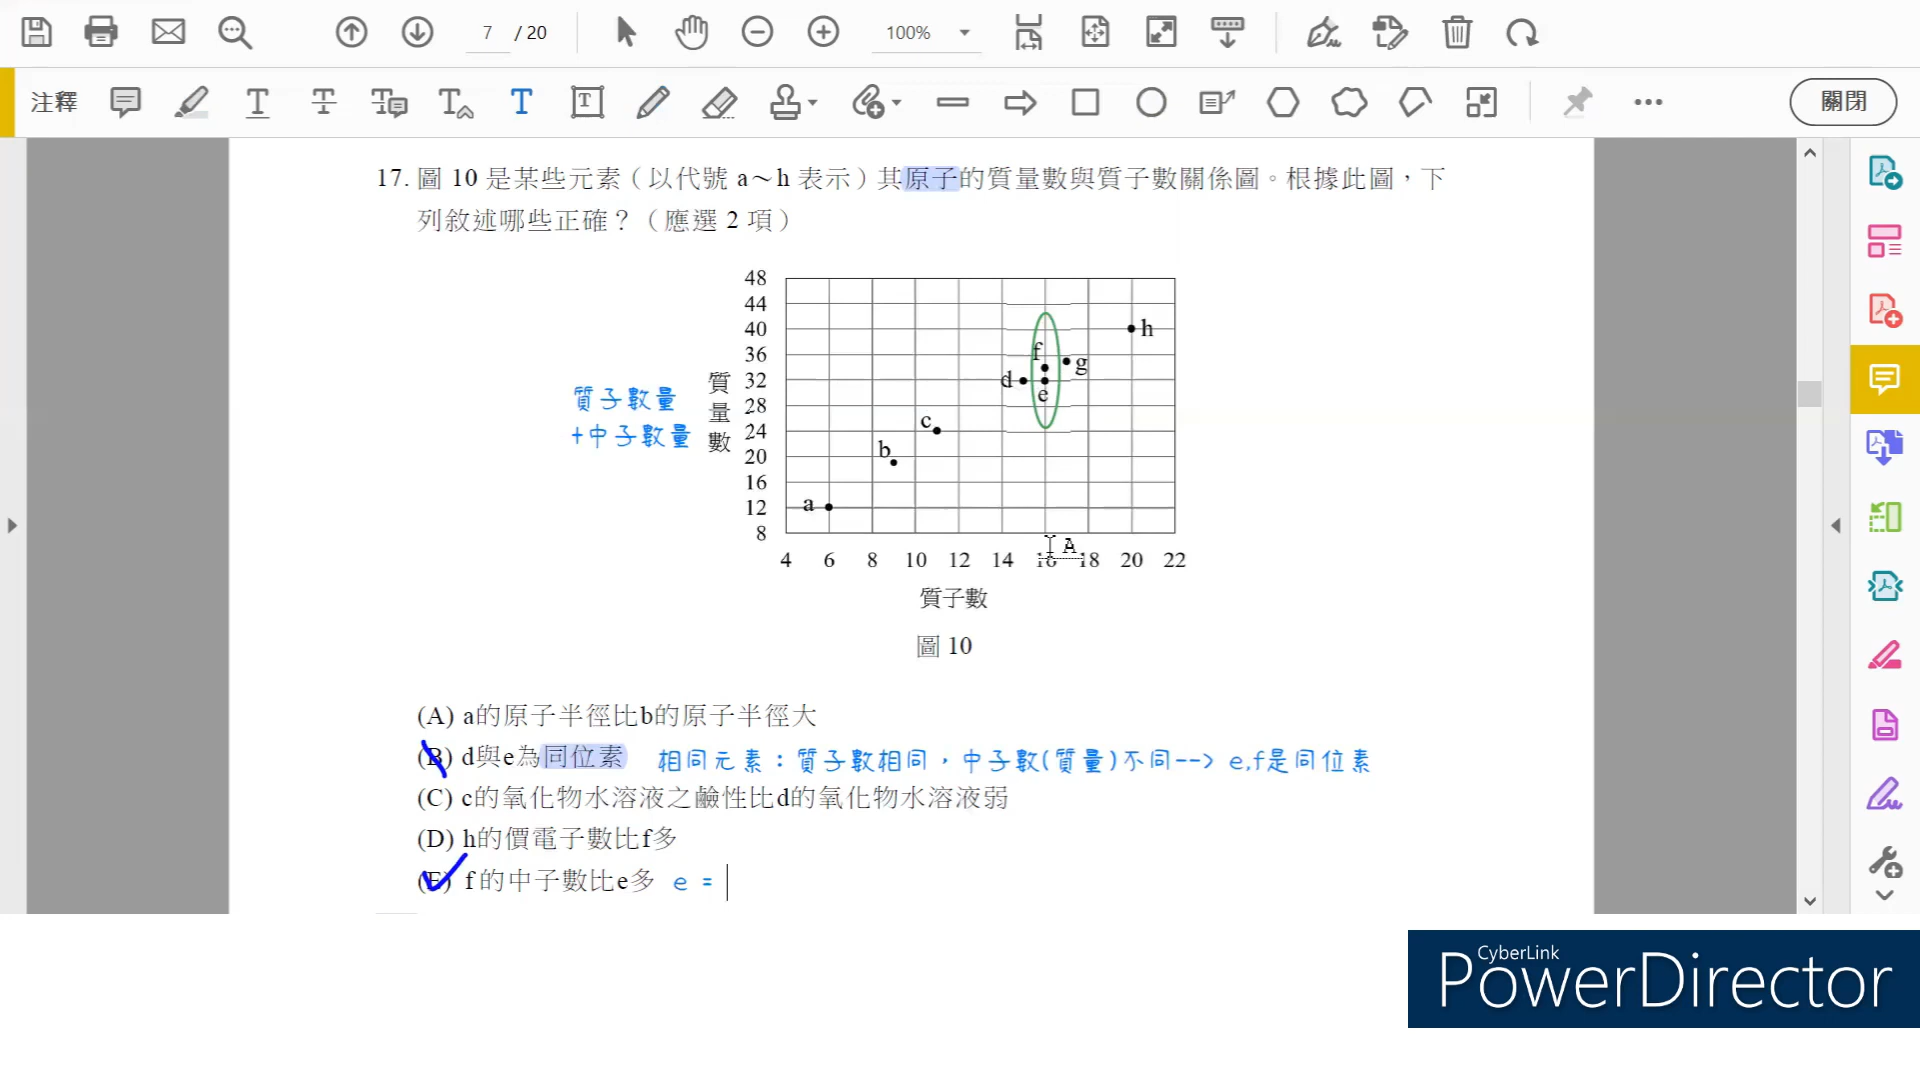 7 / 20
100%
注釋
關閉
17. 圖 10 是某些元素(以代號 a～h 表示)其原子的質量數與質子數關係圖。根據此圖,下
列敘述哪些正確?(應選 2 項)
48
44
40
36
32
28
24
20
16
12
8
質量數
質子數量
+中子數量
a
b
c
d
e
f
g
h
A
4 6 8 10 12 14 16 18 20 22
質子數
圖 10
(A) a的原子半徑比b的原子半徑大
(B) d與e為同位素 相同元素:質子數相同,中子數(質量)不同--> e,f是同位素
(C) c的氧化物水溶液之鹼性比d的氧化物水溶液弱
(D) h的價電子數比f多
(E) f的中子數比e多 e =
CyberLink
PowerDirector